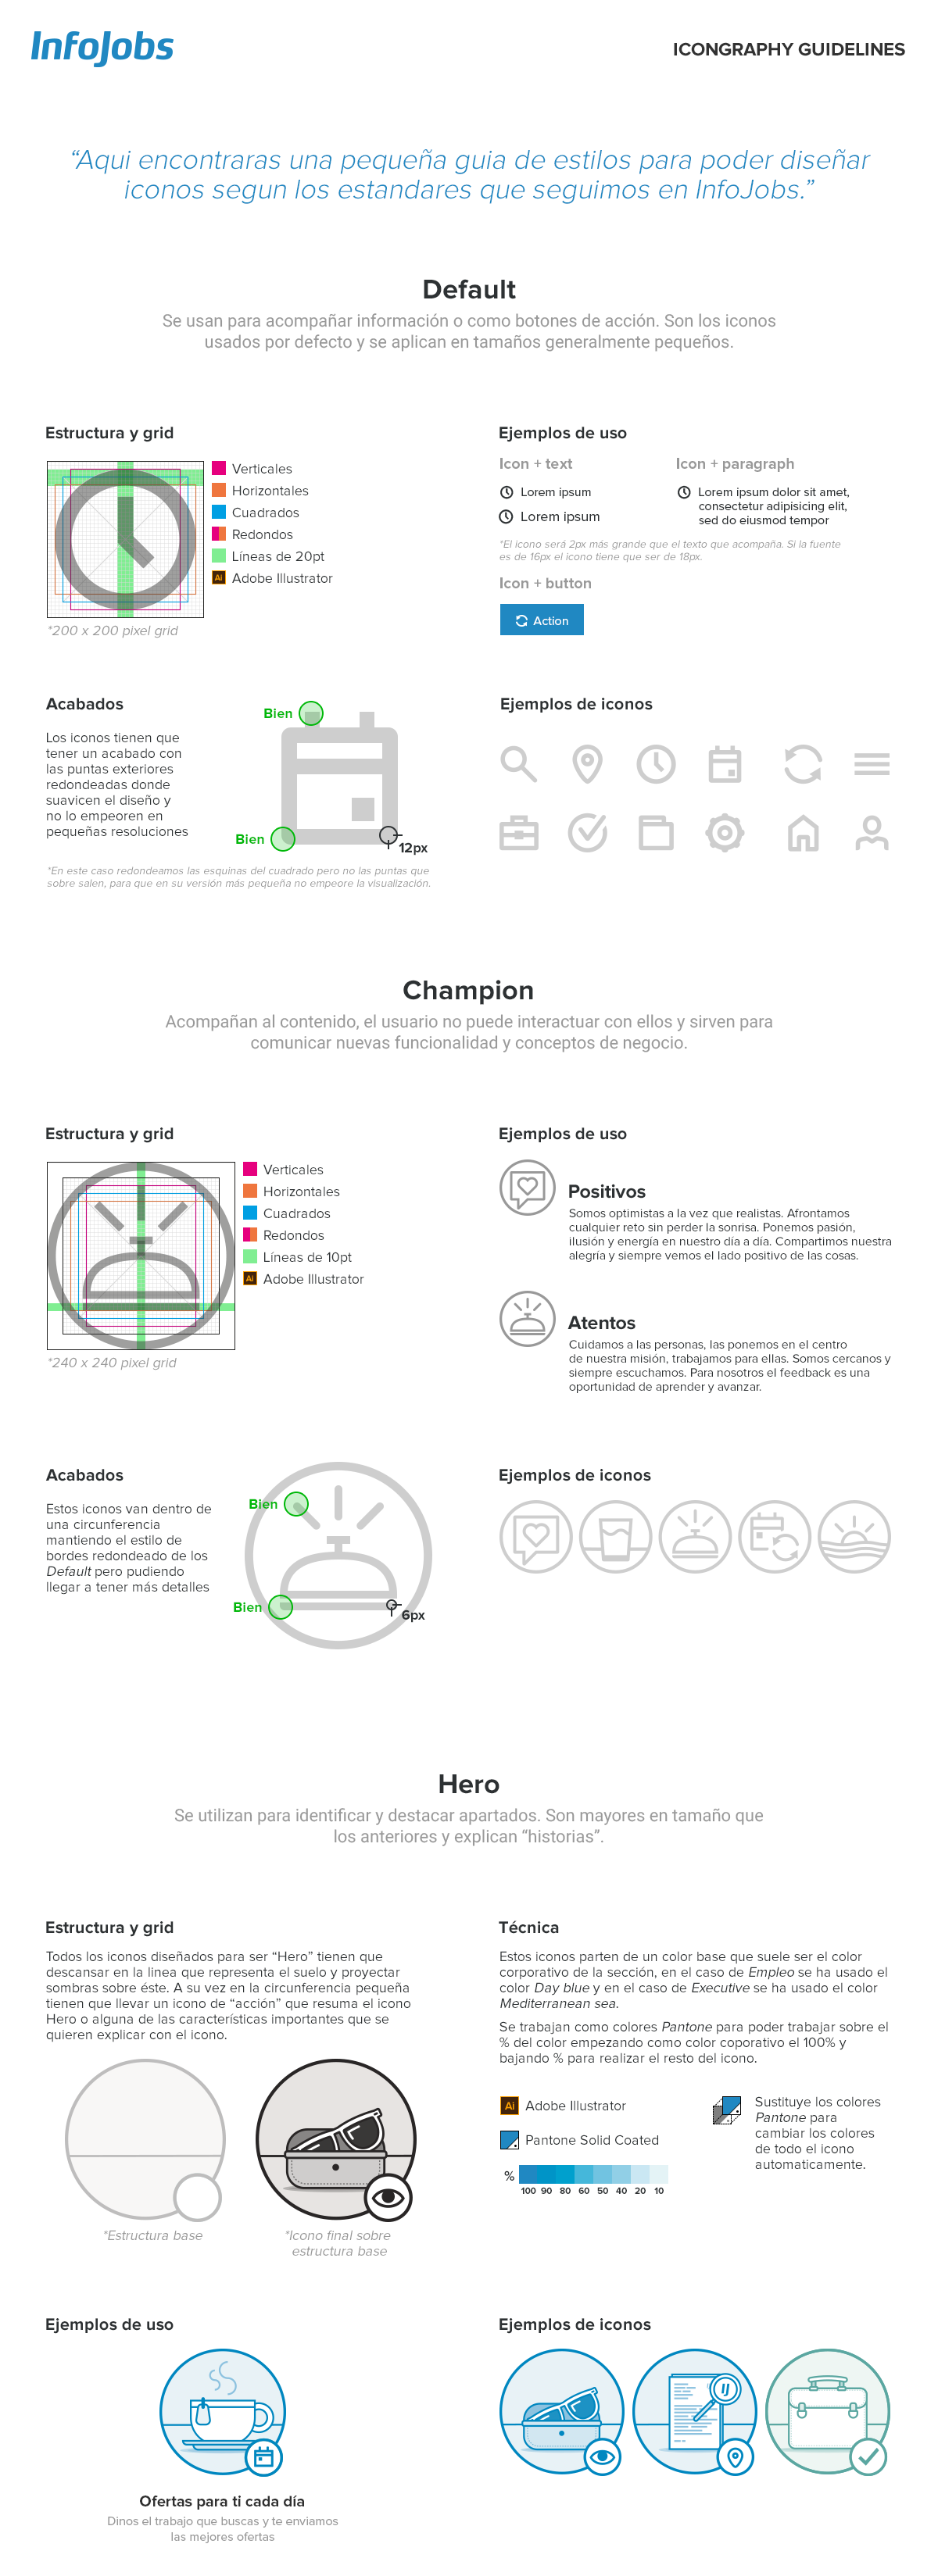 InfoJobs
ICONGRAPHY GUIDELINES
“Aqui encontraras una pequeña guia de estilos para poder diseñar
iconos segun los estandares que seguimos en InfoJobs.”
Default
Se usan para acompañar información o como botones de acción. Son los iconos
usados por defecto y se aplican en tamaños generalmente pequeños.
Estructura y grid
Verticales
Horizontales
Cuadrados
Redondos
Líneas de 20pt
Ai Adobe Illustrator
*200 x 200 pixel grid
Ejemplos de uso
Icon + text
Lorem ipsum
Lorem ipsum
Icon + paragraph
Lorem ipsum dolor sit amet,
consectetur adipisicing elit,
sed do eiusmod tempor
*El icono será 2px más grande que el texto que acompaña. Si la fuente
es de 16px el icono tiene que ser de 18px.
Icon + button
Action
Acabados
Los iconos tienen que
tener un acabado con
las puntas exteriores
redondeadas donde
suavicen el diseño y
no lo empeoren en
pequeñas resoluciones
Bien
Bien
12px
*En este caso redondeamos las esquinas del cuadrado pero no las puntas que
sobre salen, para que en su versión más pequeña no empeore la visualización.
Ejemplos de iconos
Champion
Acompañan al contenido, el usuario no puede interactuar con ellos y sirven para
comunicar nuevas funcionalidad y conceptos de negocio.
Estructura y grid
Verticales
Horizontales
Cuadrados
Redondos
Líneas de 10pt
Ai Adobe Illustrator
*240 x 240 pixel grid
Ejemplos de uso
Positivos
Somos optimistas a la vez que realistas. Afrontamos
cualquier reto sin perder la sonrisa. Ponemos pasión,
ilusión y energía en nuestro día a día. Compartimos nuestra
alegría y siempre vemos el lado positivo de las cosas.
Atentos
Cuidamos a las personas, las ponemos en el centro
de nuestra misión, trabajamos para ellas. Somos cercanos y
siempre escuchamos. Para nosotros el feedback es una
oportunidad de aprender y avanzar.
Acabados
Estos iconos van dentro de
una circunferencia
mantiendo el estilo de
bordes redondeado de los
Default pero pudiendo
llegar a tener más detalles
Bien
Bien
6px
Ejemplos de iconos
Hero
Se utilizan para identificar y destacar apartados. Son mayores en tamaño que
los anteriores y explican “historias”.
Estructura y grid
Todos los iconos diseñados para ser “Hero” tienen que
descansar en la linea que representa el suelo y proyectar
sombras sobre éste. A su vez en la circunferencia pequeña
tienen que llevar un icono de “acción” que resuma el icono
Hero o alguna de las características importantes que se
quieren explicar con el icono.
*Estructura base
*Icono final sobre
estructura base
Técnica
Estos iconos parten de un color base que suele ser el color
corporativo de la sección, en el caso de Empleo se ha usado el
color Day blue y en el caso de Executive se ha usado el color
Mediterranean sea.
Se trabajan como colores Pantone para poder trabajar sobre el
% del color empezando como color coporativo el 100% y
bajando % para realizar el resto del icono.
Ai Adobe Illustrator
Pantone Solid Coated
%
100 90 80 60 50 40 20 10
Sustituye los colores
Pantone para
cambiar los colores
de todo el icono
automaticamente.
Ejemplos de uso
Ofertas para ti cada día
Dinos el trabajo que buscas y te enviamos
las mejores ofertas
Ejemplos de iconos